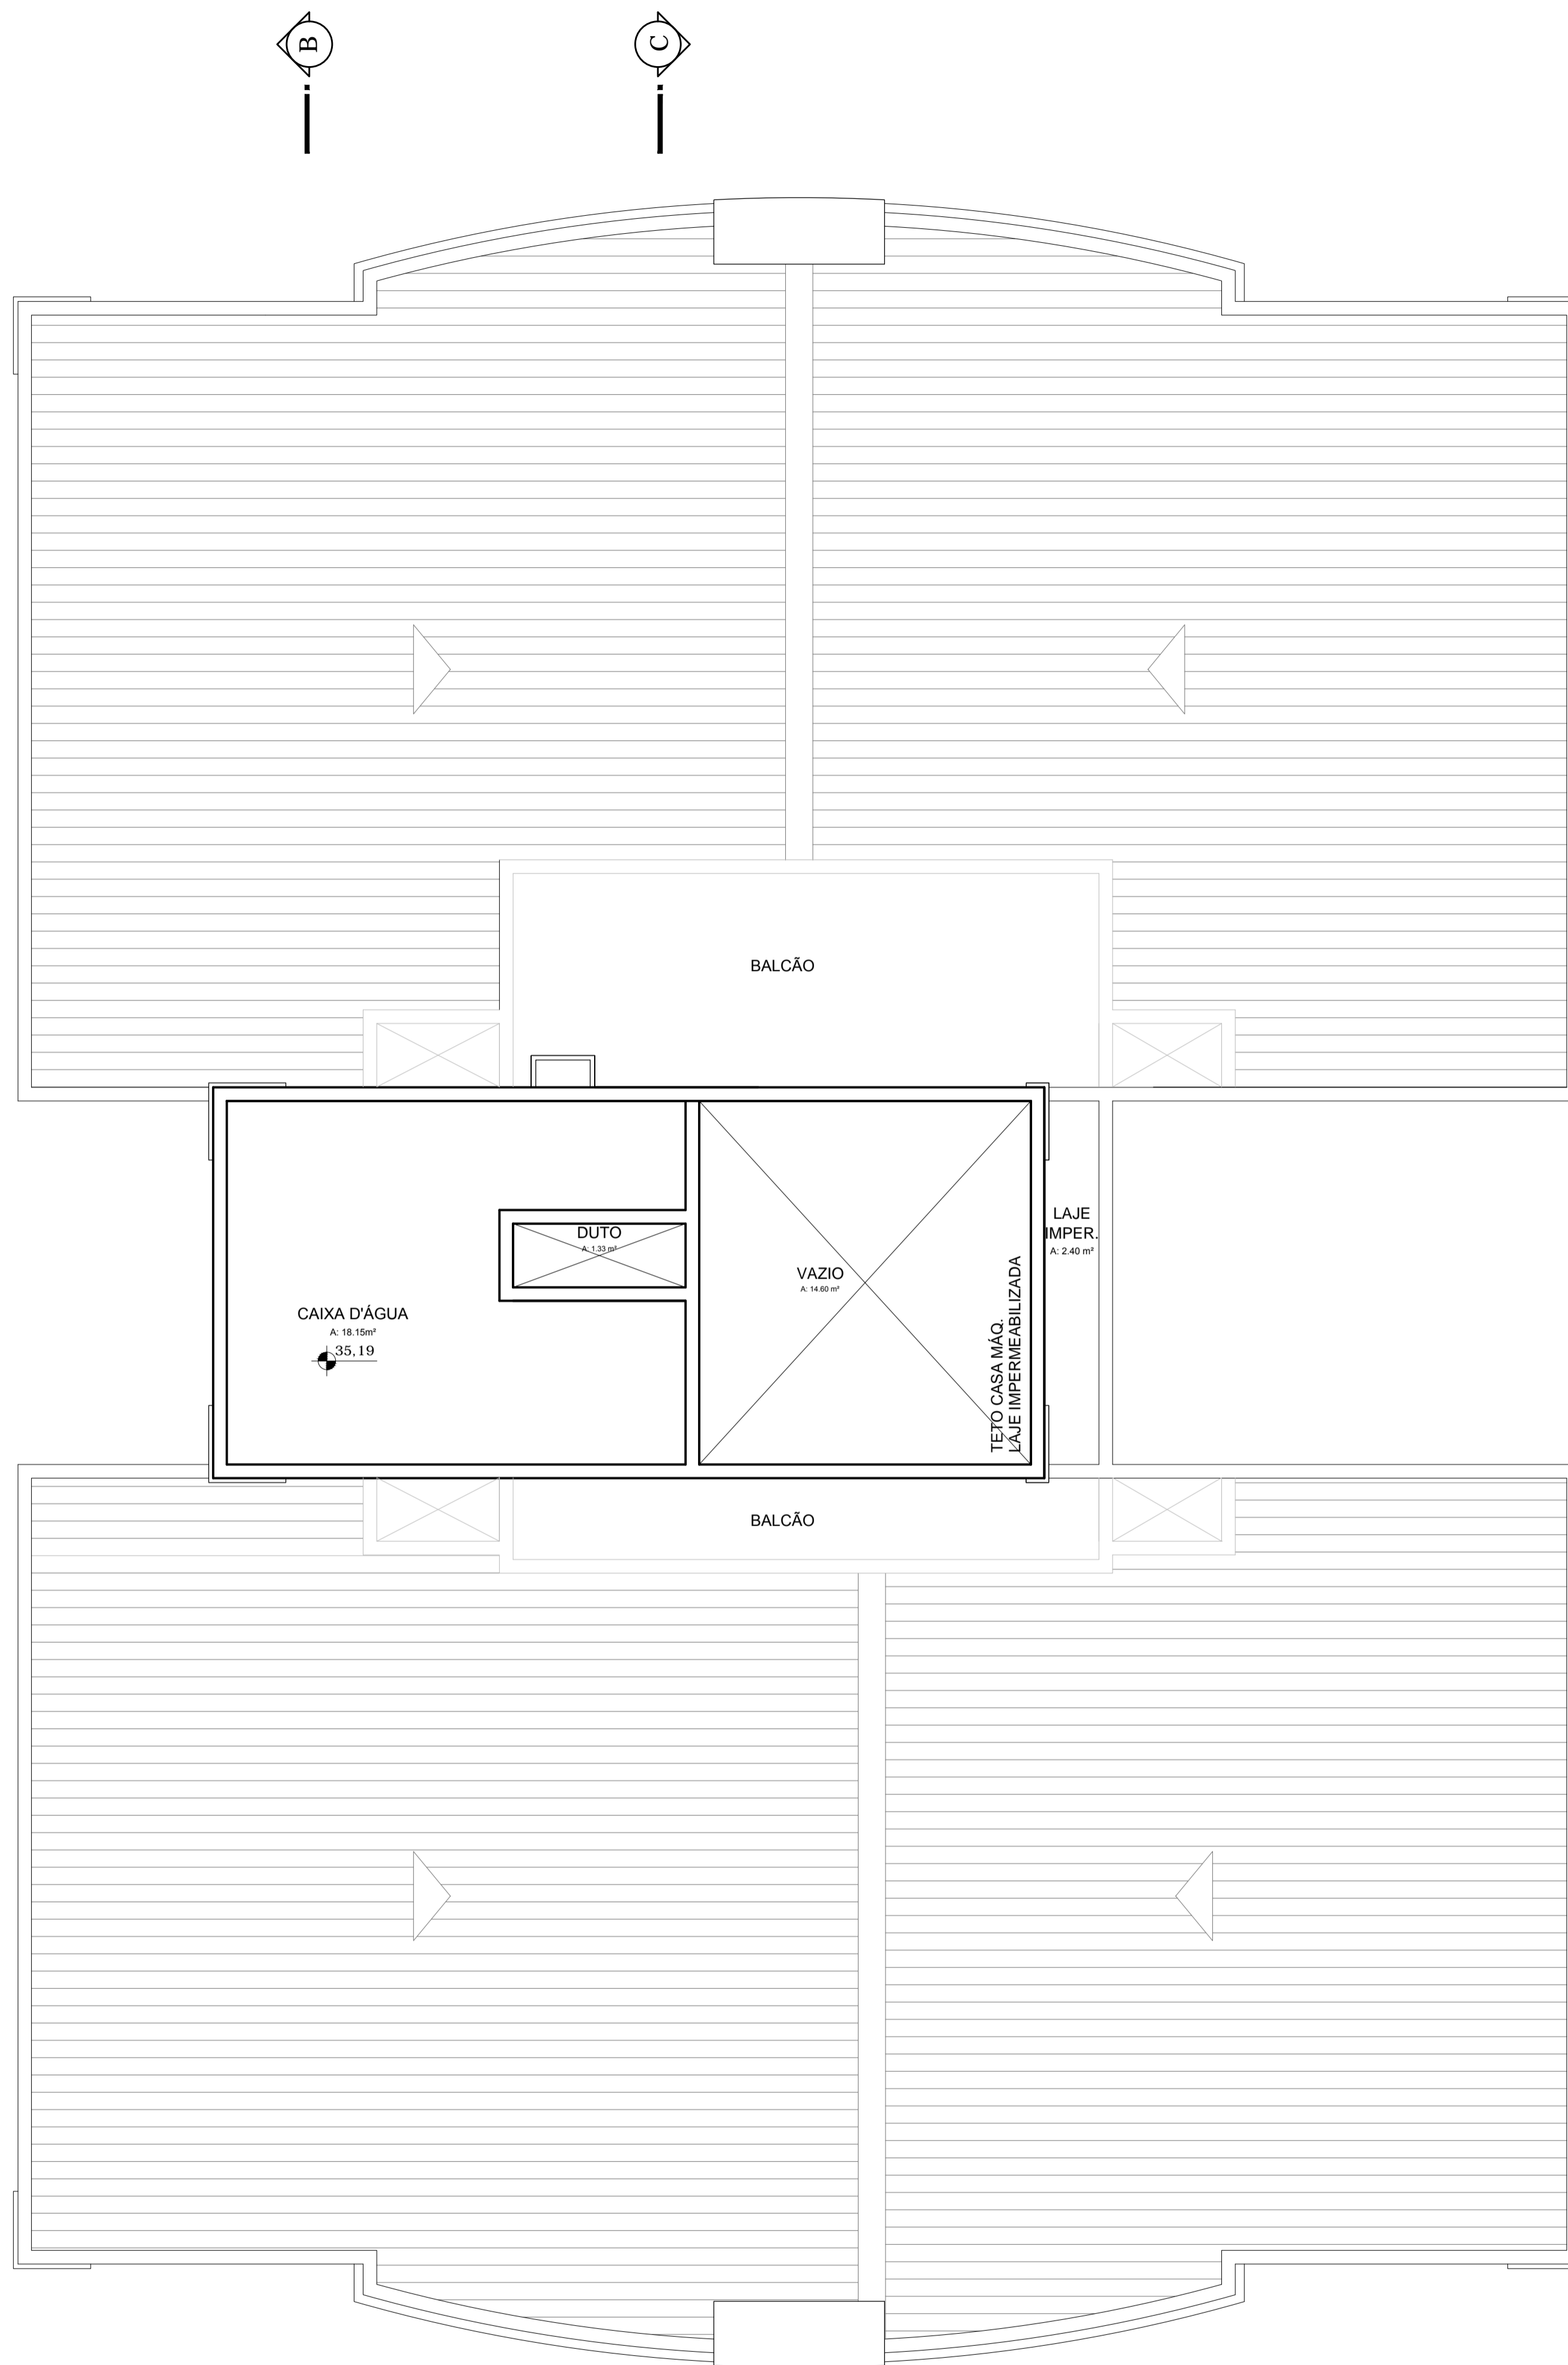 B
C
BALCÃO
DUTO
A: 1.33 m²
LAJE
IMPER.
A: 2.40 m²
VAZIO
A: 14.60 m²
CAIXA D'ÁGUA
A: 18.15m²
35,19
TETO CASA MÁQ.
LAJE IMPERMEABILIZADA
BALCÃO